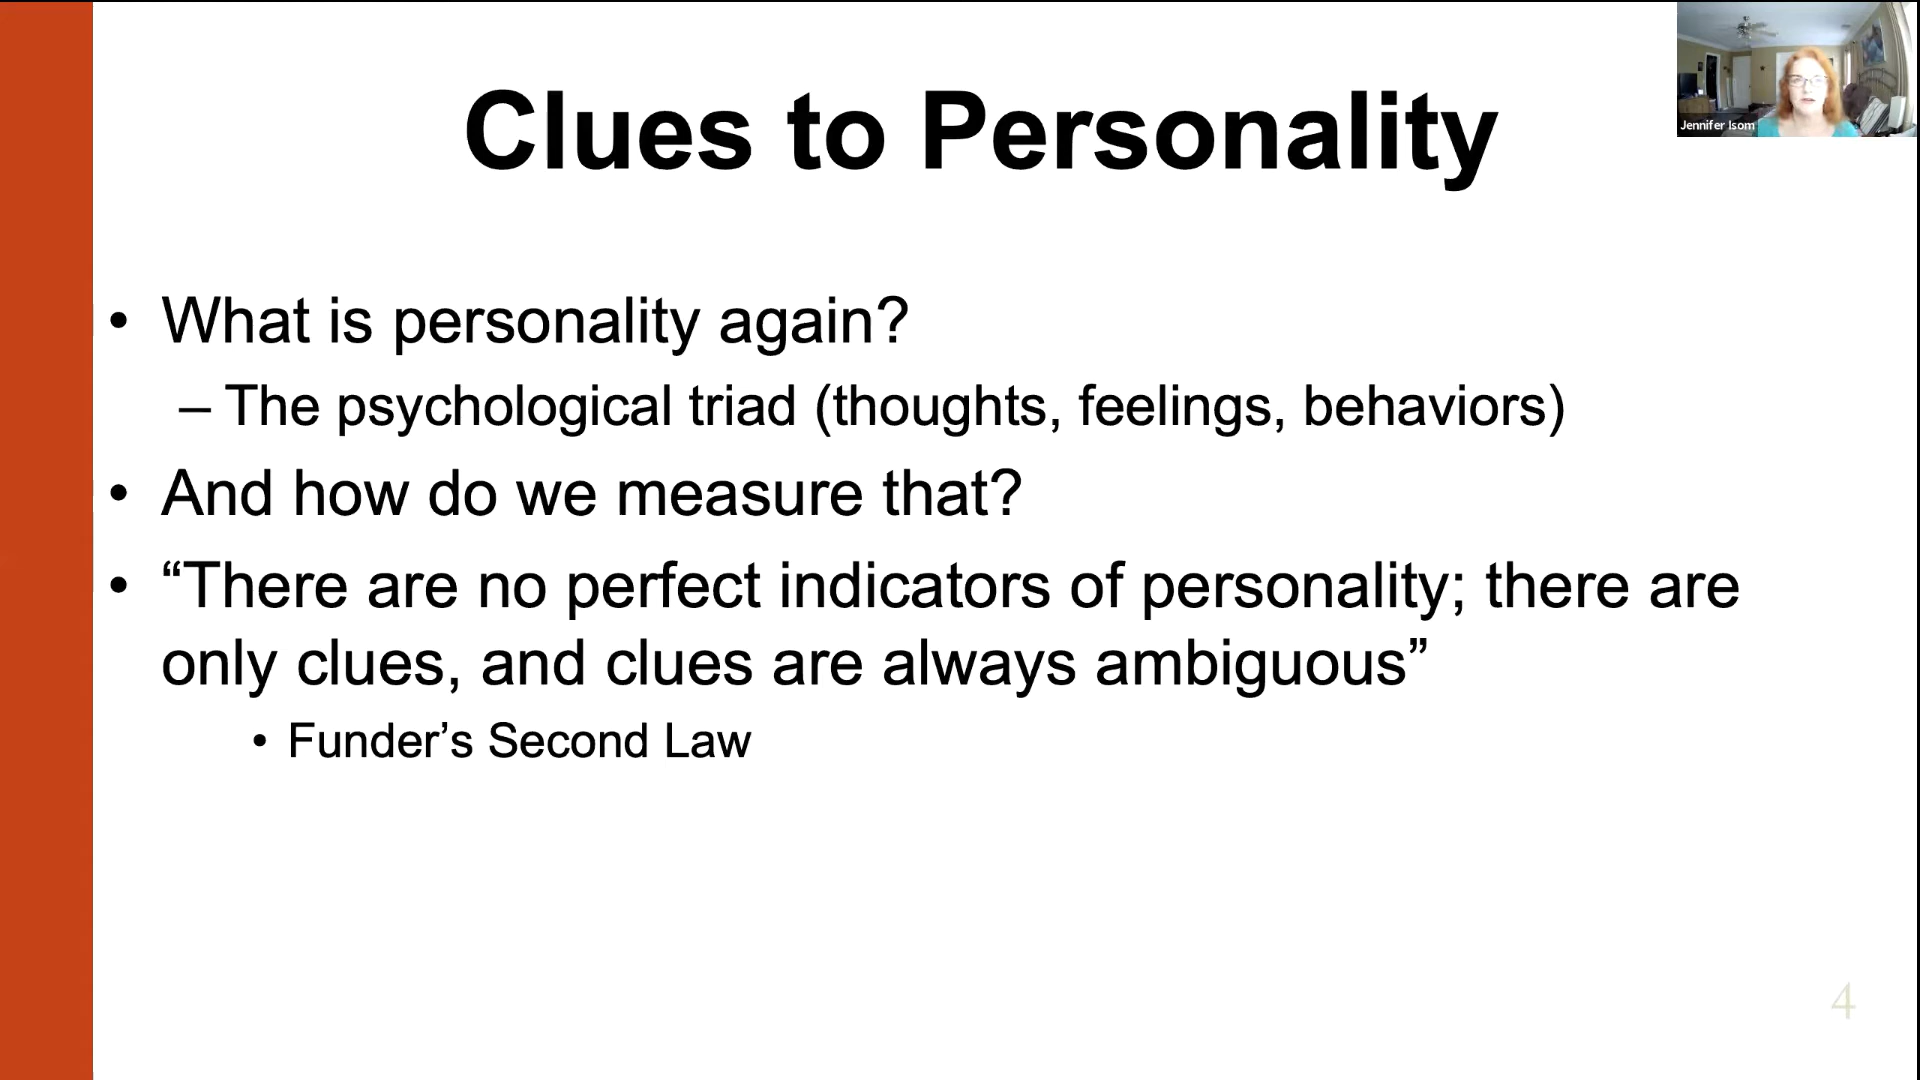 Clues to Personality
Jennifer Isom
• What is personality again?
– The psychological triad (thoughts, feelings, behaviors)
• And how do we measure that?
• “There are no perfect indicators of personality; there are
only clues, and clues are always ambiguous”
• Funder’s Second Law
4